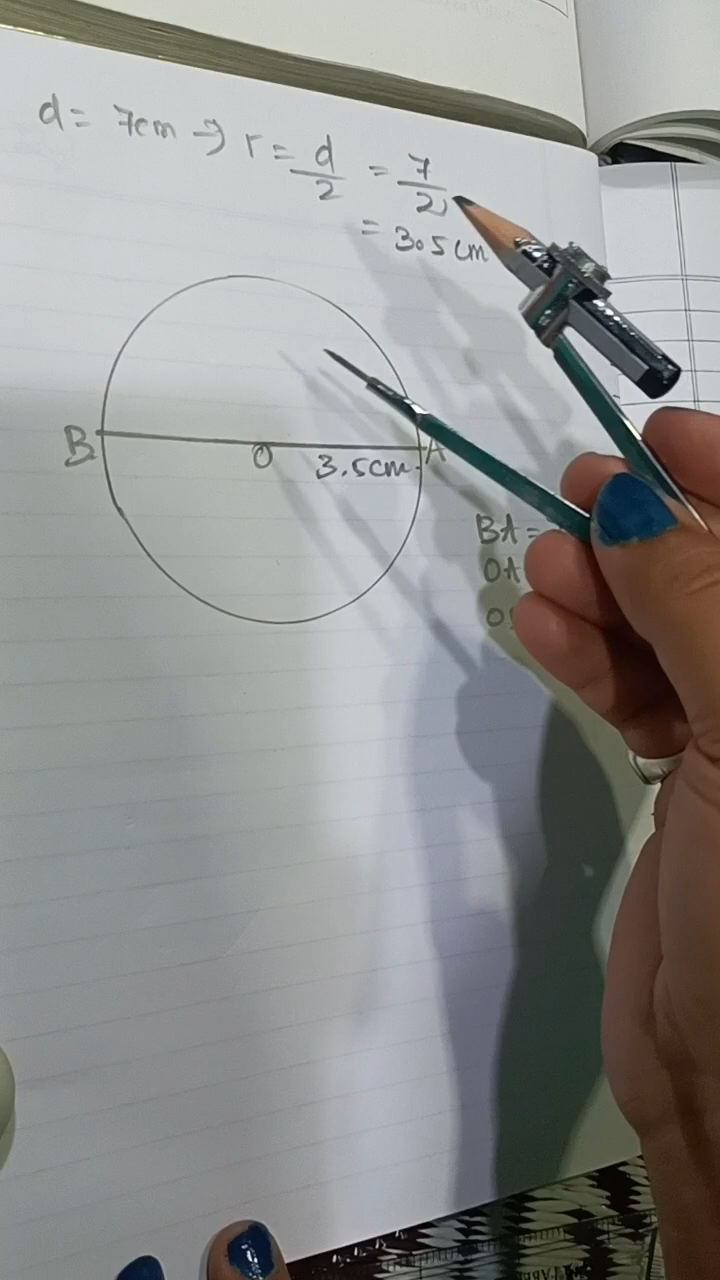 d = 7cm → r = d/2 = 7/2
= 3.5 cm
B O 3.5cm A
BA =
OA